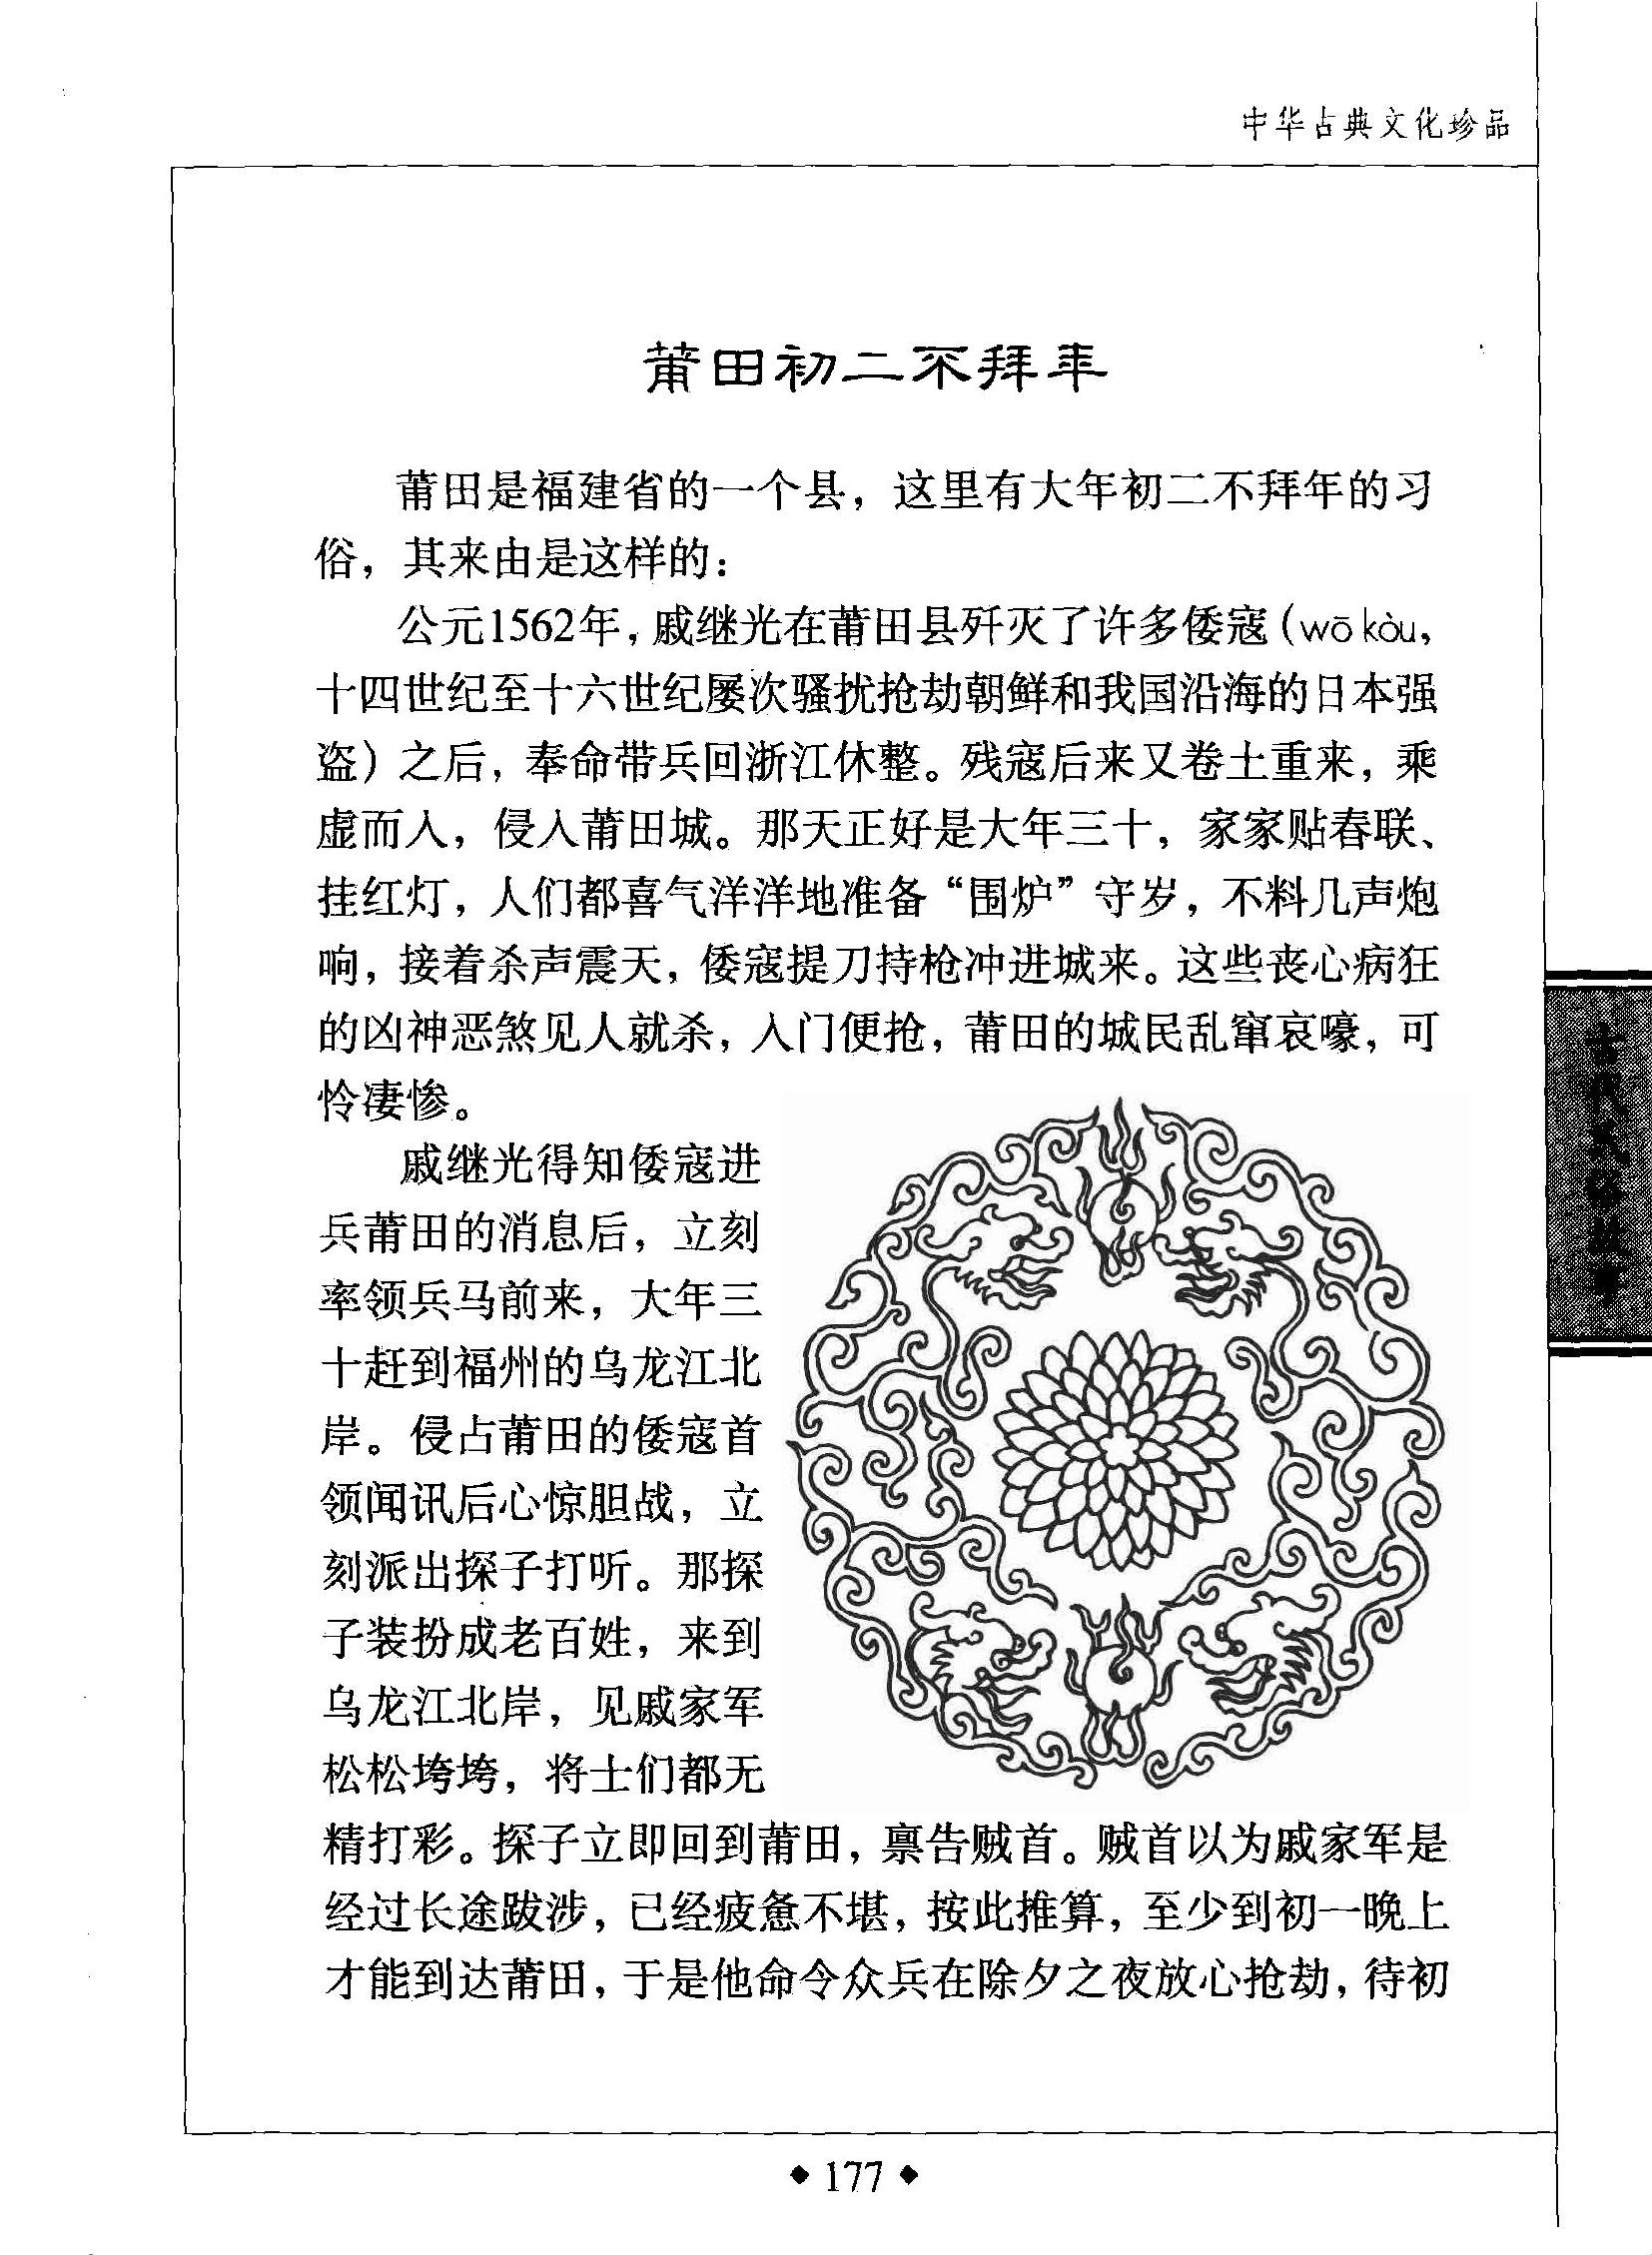 中华古典文化珍品
莆田初二不拜年
莆田是福建省的一个县，这里有大年初二不拜年的习
俗，其来由是这样的：
公元1562年，戚继光在莆田县歼灭了许多倭寇（wō kòu，
十四世纪至十六世纪屡次骚扰抢劫朝鲜和我国沿海的日本强
盗）之后，奉命带兵回浙江休整。残寇后来又卷土重来，乘
虚而入，侵入莆田城。那天正好是大年三十，家家贴春联、
挂红灯，人们都喜气洋洋地准备“围炉”守岁，不料几声炮
响，接着杀声震天，倭寇提刀持枪冲进城来。这些丧心病狂
的凶神恶煞见人就杀，入门便抢，莆田的城民乱窜哀嚎，可
怜凄惨。
戚继光得知倭寇进
兵莆田的消息后，立刻
率领兵马前来，大年三
十赶到福州的乌龙江北
岸。侵占莆田的倭寇首
领闻讯后心惊胆战，立
刻派出探子打听。那探
子装扮成老百姓，来到
乌龙江北岸，见戚家军
松松垮垮，将士们都无
精打彩。探子立即回到莆田，禀告贼首。贼首以为戚家军是
经过长途跋涉，已经疲惫不堪，按此推算，至少到初一晚上
才能到达莆田，于是他命令众兵在除夕之夜放心抢劫，待初
古代民俗故事
177